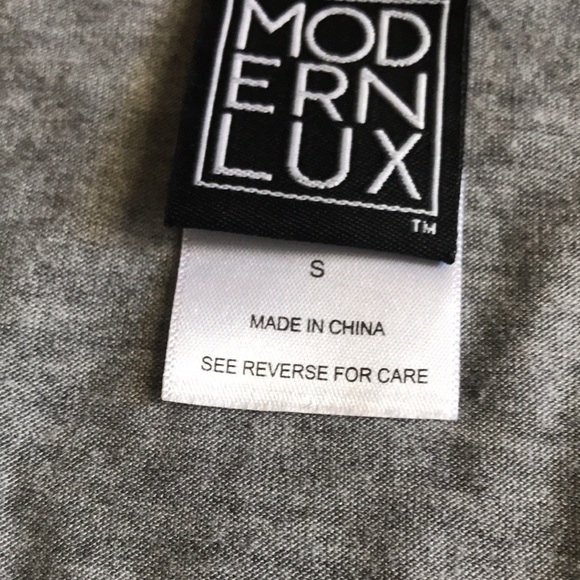 MOD
ERN
LUX
TM
S
MADE IN CHINA
SEE REVERSE FOR CARE